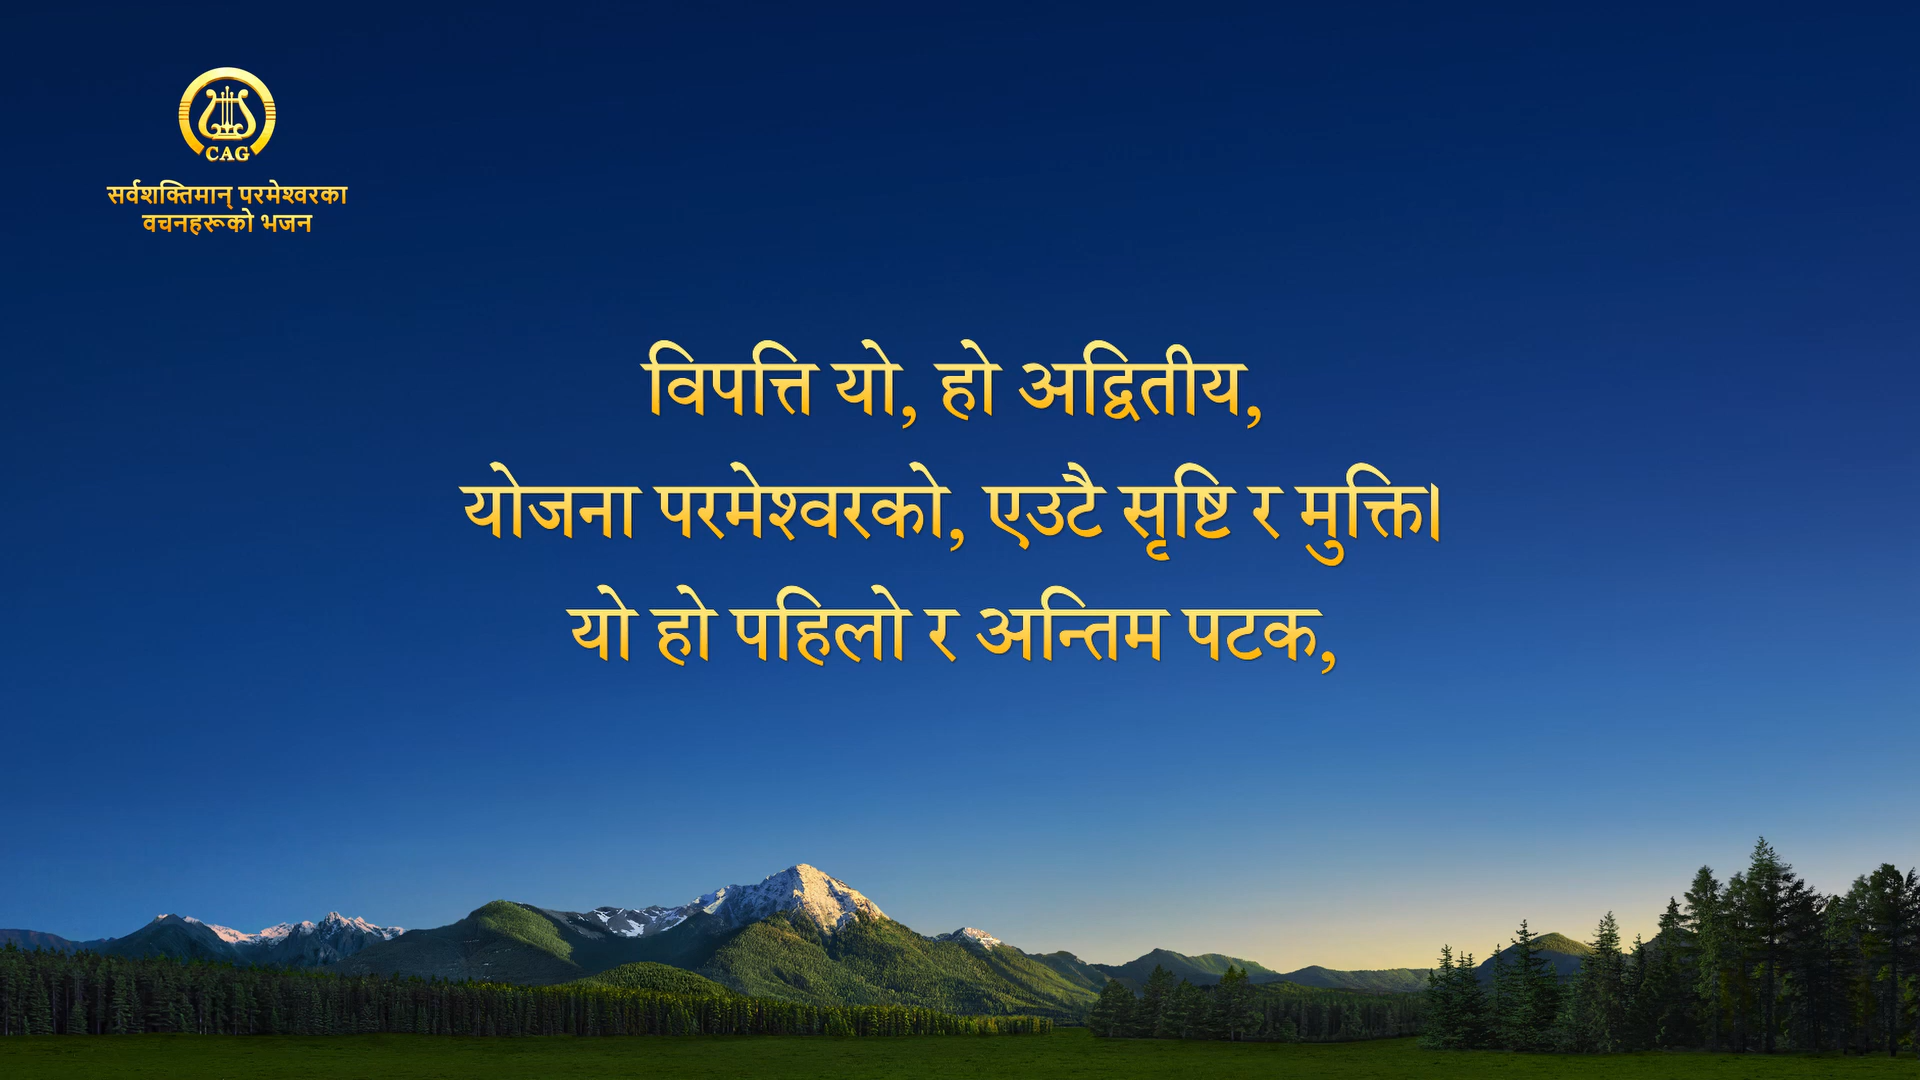 CAG
सर्वशक्तिमान् परमेश्वरका
वचनहरूको भजन
विपत्ति यो, हो अद्वितीय,
योजना परमेश्वरको, एउटै सृष्टि र मुक्ति।
यो हो पहिलो र अन्तिम पटक,